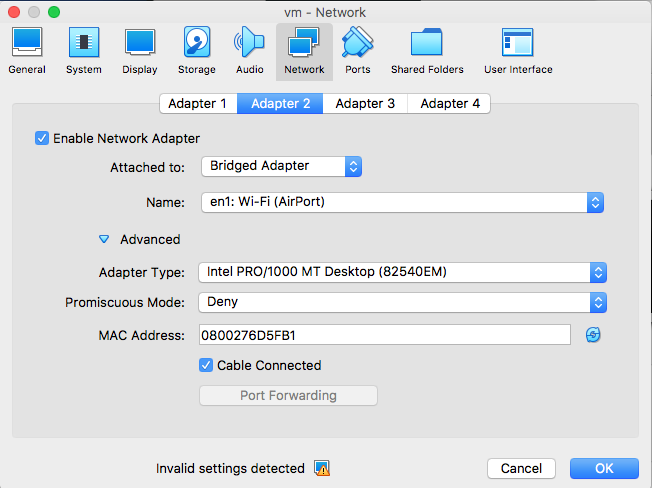 vm - Network
General System Display Storage Audio Network Ports Shared Folders User Interface
Adapter 1 Adapter 2 Adapter 3 Adapter 4
Enable Network Adapter
Attached to: Bridged Adapter
Name: en1: Wi-Fi (AirPort)
Advanced
Adapter Type: Intel PRO/1000 MT Desktop (82540EM)
Promiscuous Mode: Deny
MAC Address: 0800276D5FB1
Cable Connected
Port Forwarding
Invalid settings detected Cancel OK